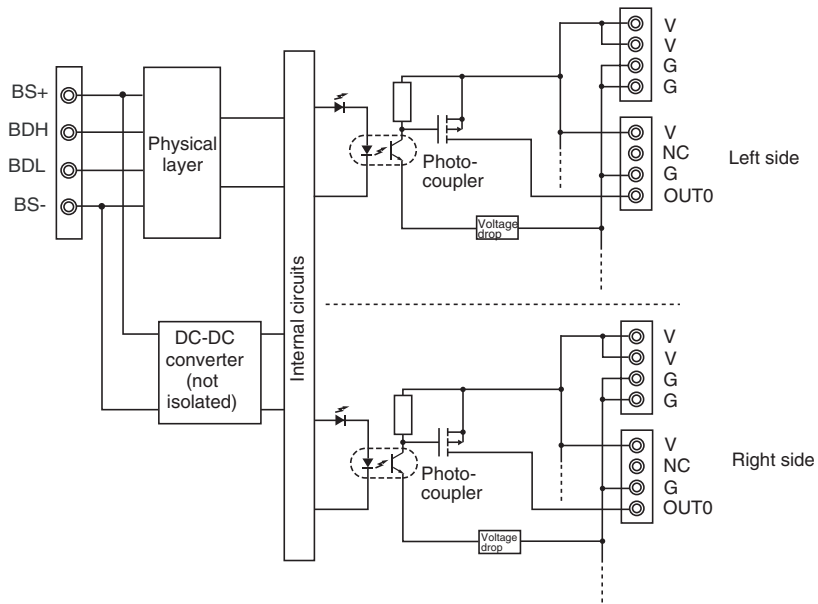 BS+
BDH
BDL
BS-
Physical
layer
DC-DC
converter
(not
isolated)
Internal circuits
Photo-
coupler
Voltage
drop
V
V
G
G
V
NC
G
OUT0
Left side
Photo-
coupler
Voltage
drop
V
V
G
G
V
NC
G
OUT0
Right side